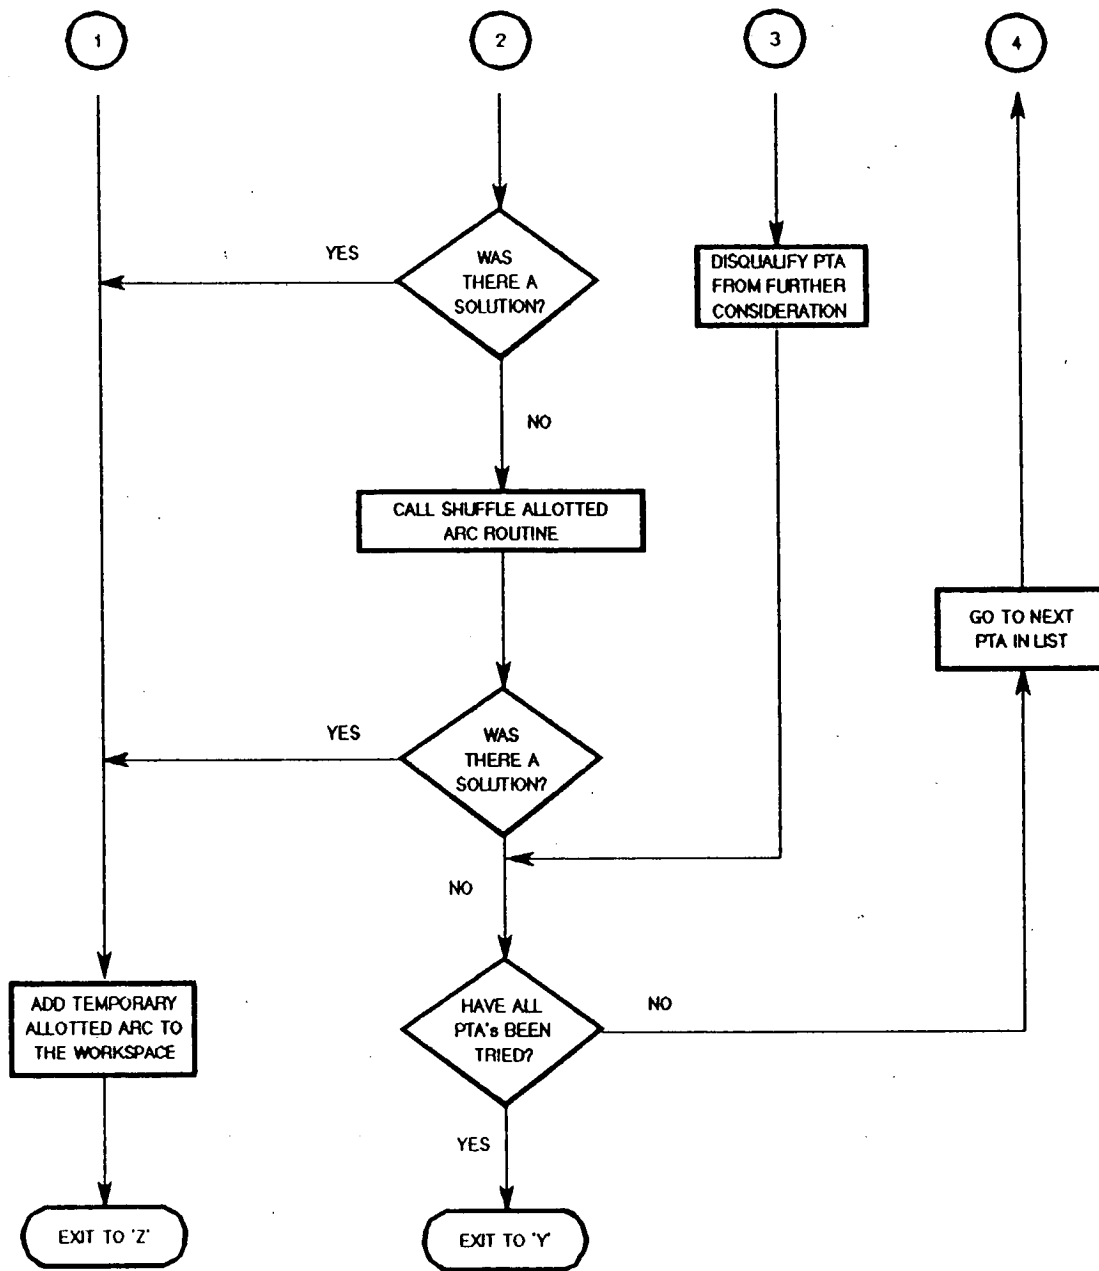 1
2
3
4
YES
WAS
THERE A
SOLUTION?
DISQUALIFY PTA
FROM FURTHER
CONSIDERATION
NO
CALL SHUFFLE ALLOTTED
ARC ROUTINE
GO TO NEXT
PTA IN LIST
YES
WAS
THERE A
SOLUTION?
NO
ADD TEMPORARY
ALLOTTED ARC TO
THE WORKSPACE
HAVE ALL
PTA's BEEN
TRIED?
NO
YES
EXIT TO 'Z'
EXIT TO 'Y'